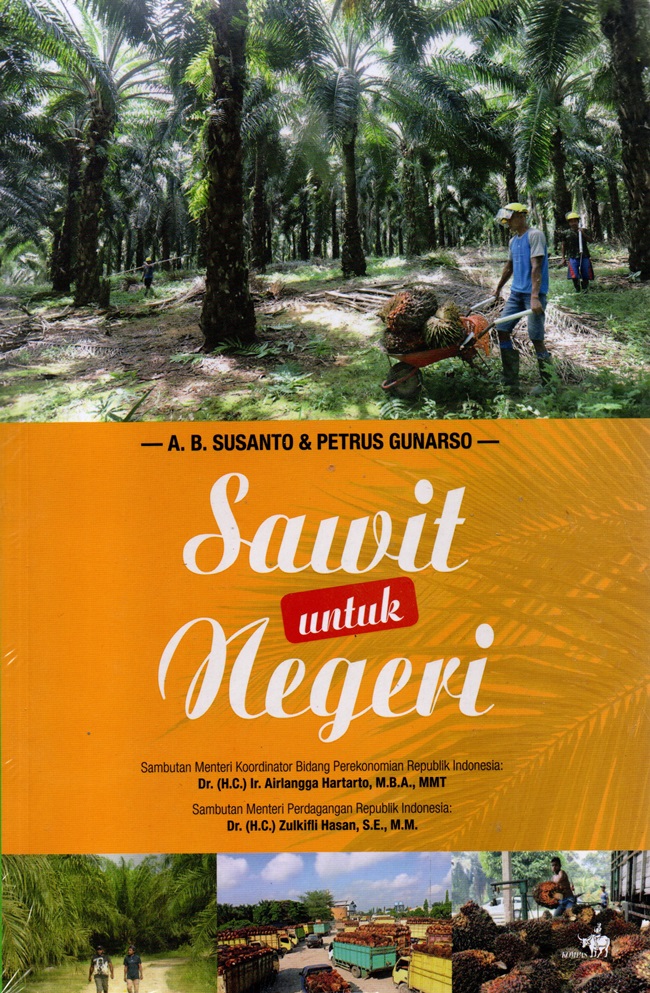 — A. B. SUSANTO & PETRUS GUNARSO —
Sawit
untuk
Negeri
Sambutan Menteri Koordinator Bidang Perekonomian Republik Indonesia:
Dr. (H.C.) Ir. Airlangga Hartarto, M.B.A., MMT
Sambutan Menteri Perdagangan Republik Indonesia:
Dr. (H.C.) Zulkifli Hasan, S.E., M.M.
KOMPAS